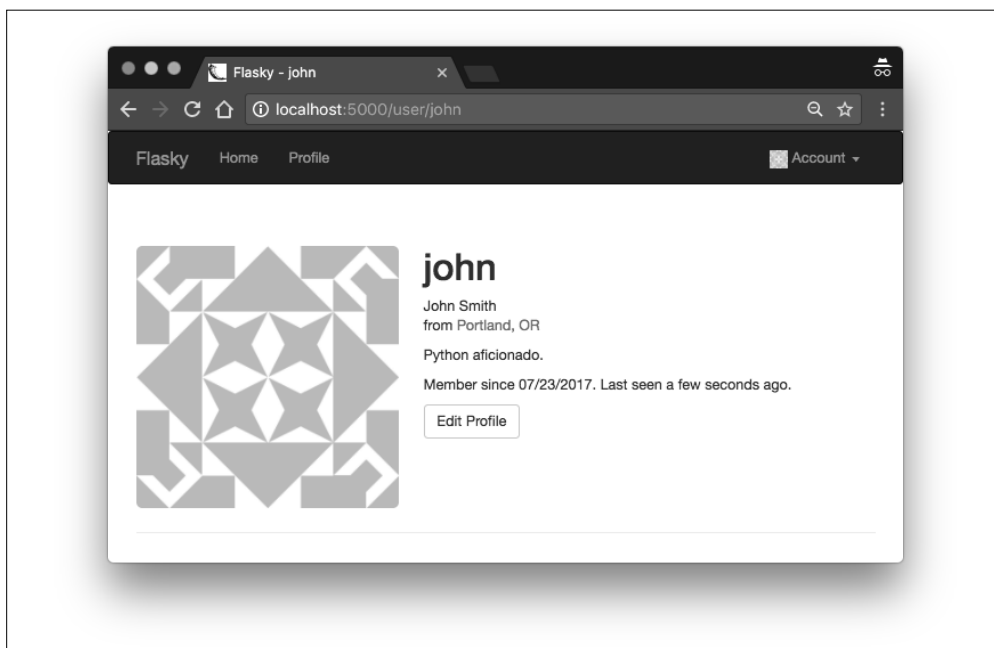 Flasky - john
localhost:5000/user/john
Flasky Home Profile Account
john
John Smith
from Portland, OR
Python aficionado.
Member since 07/23/2017. Last seen a few seconds ago.
Edit Profile